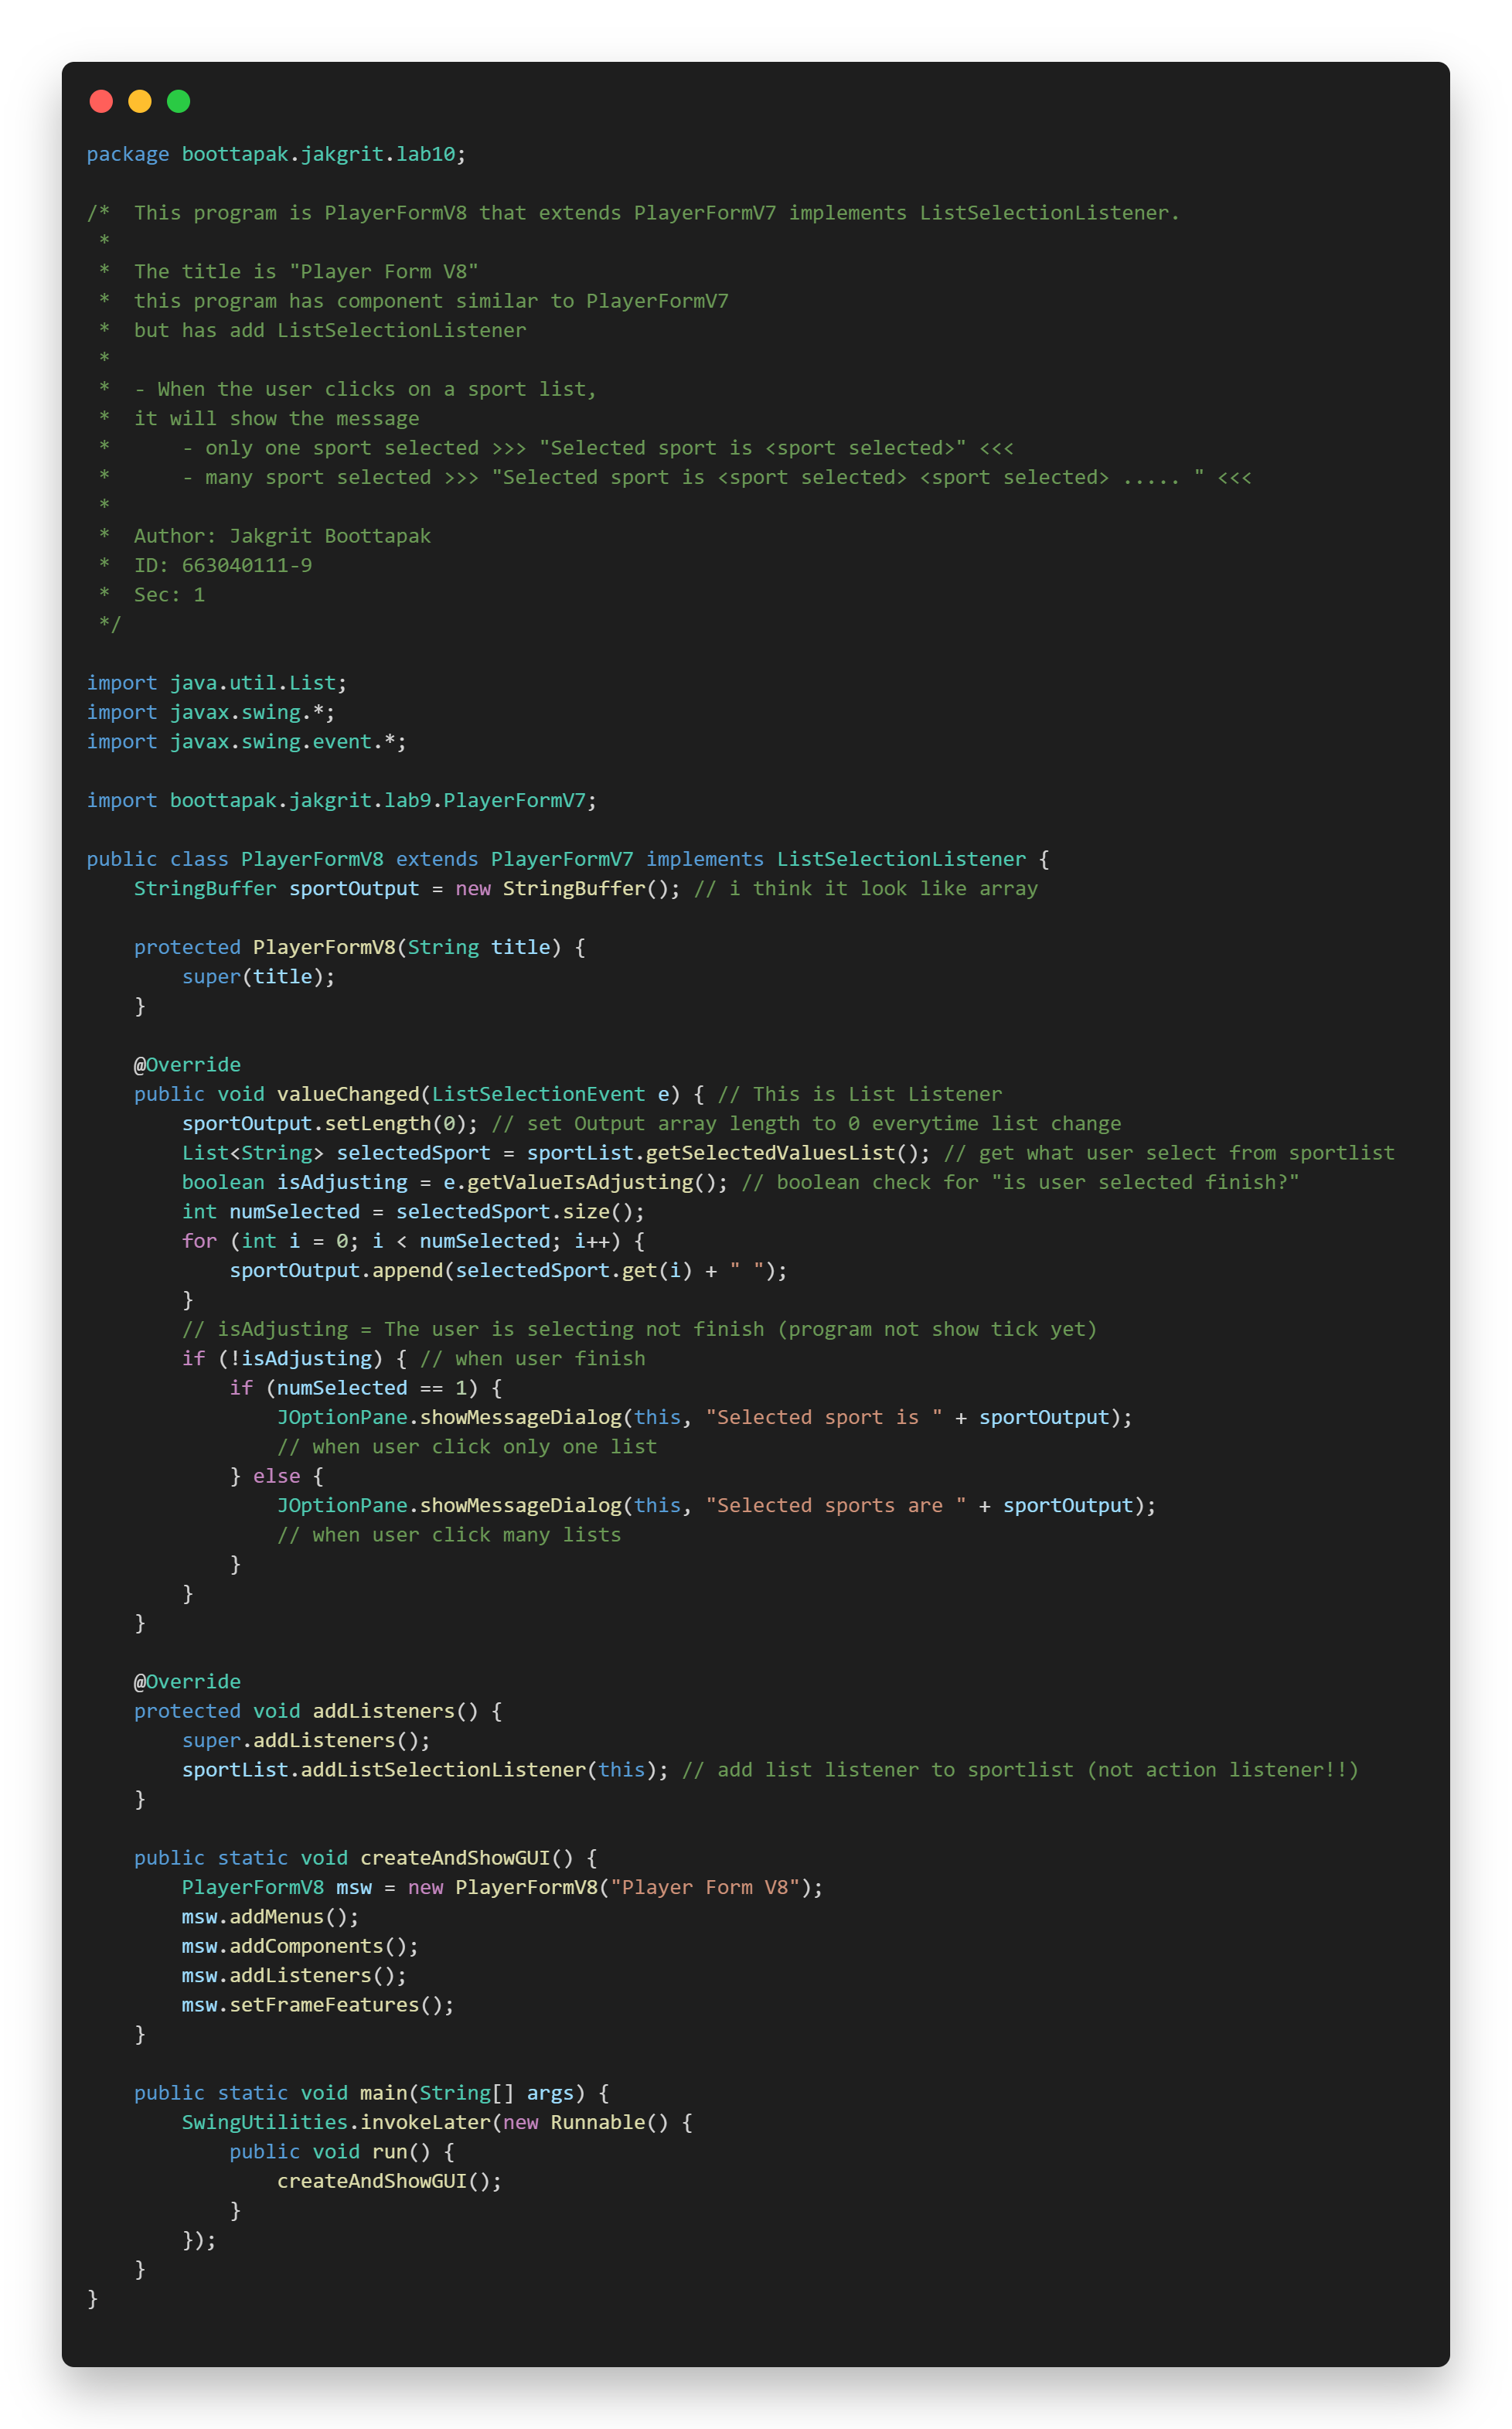 package boottapak.jakgrit.lab10;

/*  This program is PlayerFormV8 that extends PlayerFormV7 implements ListSelectionListener.
 *
 *  The title is "Player Form V8"
 *  this program has component similar to PlayerFormV7
 *  but has add ListSelectionListener
 *
 *  - When the user clicks on a sport list,
 *  it will show the message
 *      - only one sport selected >>> "Selected sport is <sport selected>" <<<
 *      - many sport selected >>> "Selected sport is <sport selected> <sport selected> ..... " <<<
 *
 *  Author: Jakgrit Boottapak
 *  ID: 663040111-9
 *  Sec: 1
 */

import java.util.List;
import javax.swing.*;
import javax.swing.event.*;

import boottapak.jakgrit.lab9.PlayerFormV7;

public class PlayerFormV8 extends PlayerFormV7 implements ListSelectionListener {
    StringBuffer sportOutput = new StringBuffer(); // i think it look like array

    protected PlayerFormV8(String title) {
        super(title);
    }

    @Override
    public void valueChanged(ListSelectionEvent e) { // This is List Listener
        sportOutput.setLength(0); // set Output array length to 0 everytime list change
        List<String> selectedSport = sportList.getSelectedValuesList(); // get what user select from sportlist
        boolean isAdjusting = e.getValueIsAdjusting(); // boolean check for "is user selected finish?"
        int numSelected = selectedSport.size();
        for (int i = 0; i < numSelected; i++) {
            sportOutput.append(selectedSport.get(i) + " ");
        }
        // isAdjusting = The user is selecting not finish (program not show tick yet)
        if (!isAdjusting) { // when user finish
            if (numSelected == 1) {
                JOptionPane.showMessageDialog(this, "Selected sport is " + sportOutput);
                // when user click only one list
            } else {
                JOptionPane.showMessageDialog(this, "Selected sports are " + sportOutput);
                // when user click many lists
            }
        }
    }

    @Override
    protected void addListeners() {
        super.addListeners();
        sportList.addListSelectionListener(this); // add list listener to sportlist (not action listener!!)
    }

    public static void createAndShowGUI() {
        PlayerFormV8 msw = new PlayerFormV8("Player Form V8");
        msw.addMenus();
        msw.addComponents();
        msw.addListeners();
        msw.setFrameFeatures();
    }

    public static void main(String[] args) {
        SwingUtilities.invokeLater(new Runnable() {
            public void run() {
                createAndShowGUI();
            }
        });
    }
}